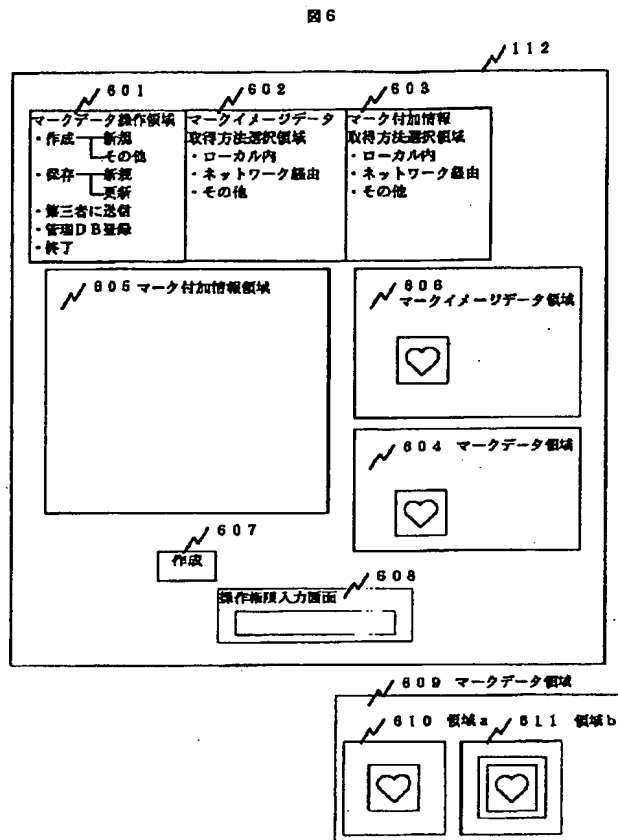 図6
112
601
602
603
マークデータ操作領域
・作成 新規
その他
・保存 新規
更新
・第三者に送信
・管理DB登録
・終了
マークイメージデータ
取得方法選択領域
・ローカル内
・ネットワーク経由
・その他
マーク付加情報
取得方法選択領域
・ローカル内
・ネットワーク経由
・その他
605 マーク付加情報領域
606
マークイメージデータ領域
604 マークデータ領域
607
作成
608
操作権限入力画面
609 マークデータ領域
610 領域a
611 領域b